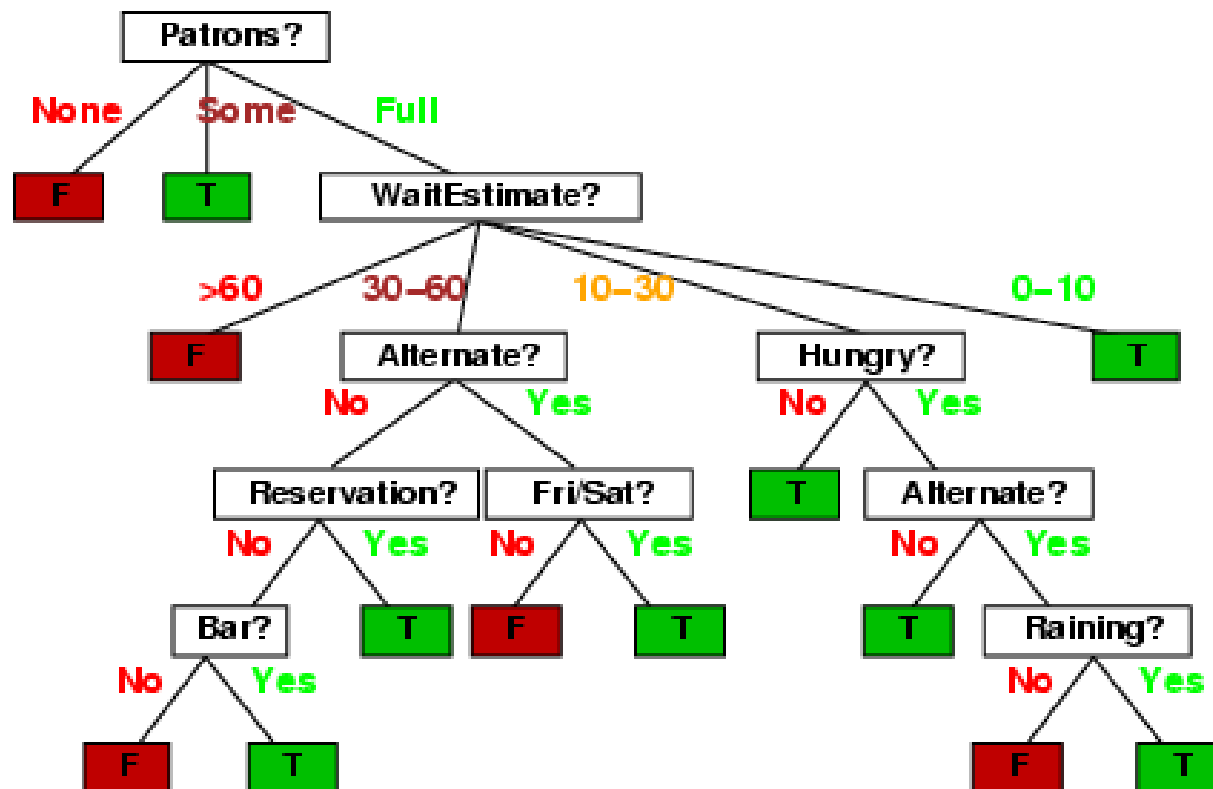 Patrons?
None Some Full
F T WaitEstimate?
>60 30–60 10–30 0–10
F Alternate? Hungry? T
No Yes No Yes
Reservation? Fri/Sat? T Alternate?
No Yes No Yes No Yes
Bar? T F T T Raining?
No Yes No Yes
F T F T